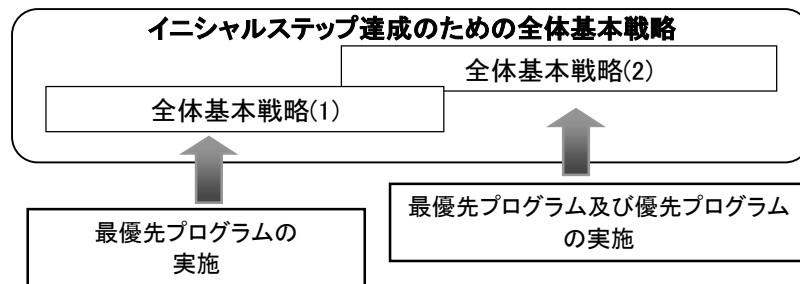 イニシャルステップ達成のための全体基本戦略
全体基本戦略(2)
全体基本戦略(1)
最優先プログラムの
実施
最優先プログラム及び優先プログラム
の実施